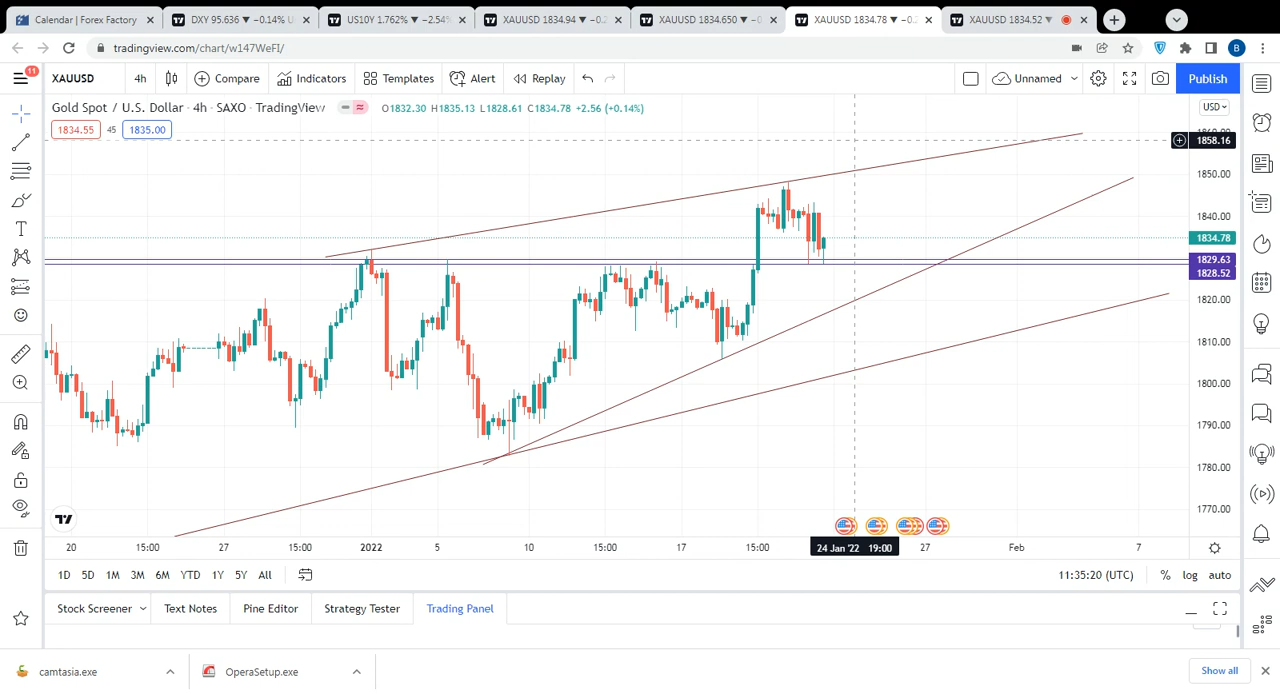 Calendar | Forex Factory
DXY 95.636 ▼ −0.14%
US10Y 1.762% ▼ −2.54%
XAUUSD 1834.94 ▼
XAUUSD 1834.650 ▼
XAUUSD 1834.78 ▼
XAUUSD 1834.52 ▼
tradingview.com/chart/w147WeFI/
B
11
XAUUSD
4h
Compare
Indicators
Templates
Alert
Replay
Unnamed
Publish
Gold Spot / U.S. Dollar · 4h · SAXO · TradingView
O1832.30 H1835.13 L1828.61 C1834.78 +2.56 (+0.14%)
USD
1834.55 45 1835.00
1858.16
1850.00
1840.00
1834.78
1829.63
1828.52
1820.00
1810.00
1800.00
1790.00
1780.00
1770.00
20 15:00 27 15:00 2022 5 10 15:00 17 15:00 24 Jan '22 19:00 27 Feb 7
1D 5D 1M 3M 6M YTD 1Y 5Y All
11:35:20 (UTC)
% log auto
Stock Screener
Text Notes
Pine Editor
Strategy Tester
Trading Panel
camtasia.exe
OperaSetup.exe
Show all